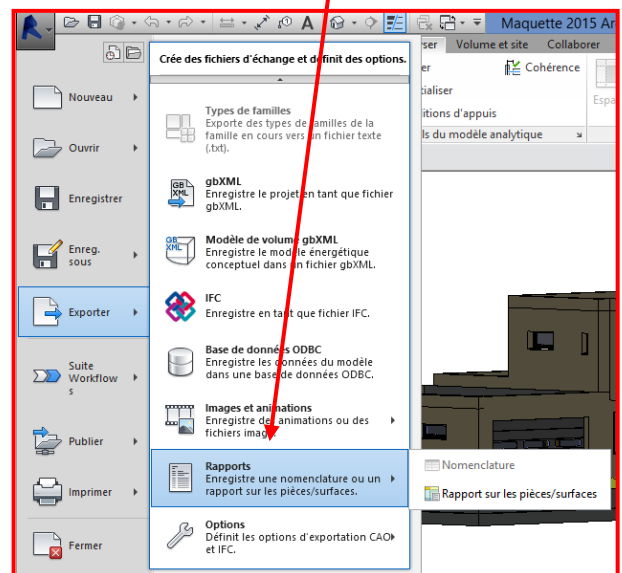 Maquette 2015 Ar
Volume et site Collaborer
Cohérence
itions d'appuis
ls du modèle analytique
Crée des fichiers d'échange et définit des options.
Nouveau
Ouvrir
Enregistrer
Enreg.
sous
Exporter
Suite
Workflow
s
Publier
Imprimer
Fermer
Types de familles
Exporte des types de familles de la
famille en cours vers un fichier texte
(.txt).
gbXML
Enregistre le projet en tant que fichier
gbXML.
Modèle de volume gbXML
Enregistre le modèle énergétique
conceptuel dans un fichier gbXML.
IFC
Enregistre en tant que fichier IFC.
Base de données ODBC
Enregistre les données du modèle
dans une base de données ODBC.
Images et animations
Enregistre des animations ou des
fichiers image.
Rapports
Enregistre une nomenclature ou un
rapport sur les pièces/surfaces.
Options
Définit les options d'exportation CAO
et IFC.
Nomenclature
Rapport sur les pièces/surfaces